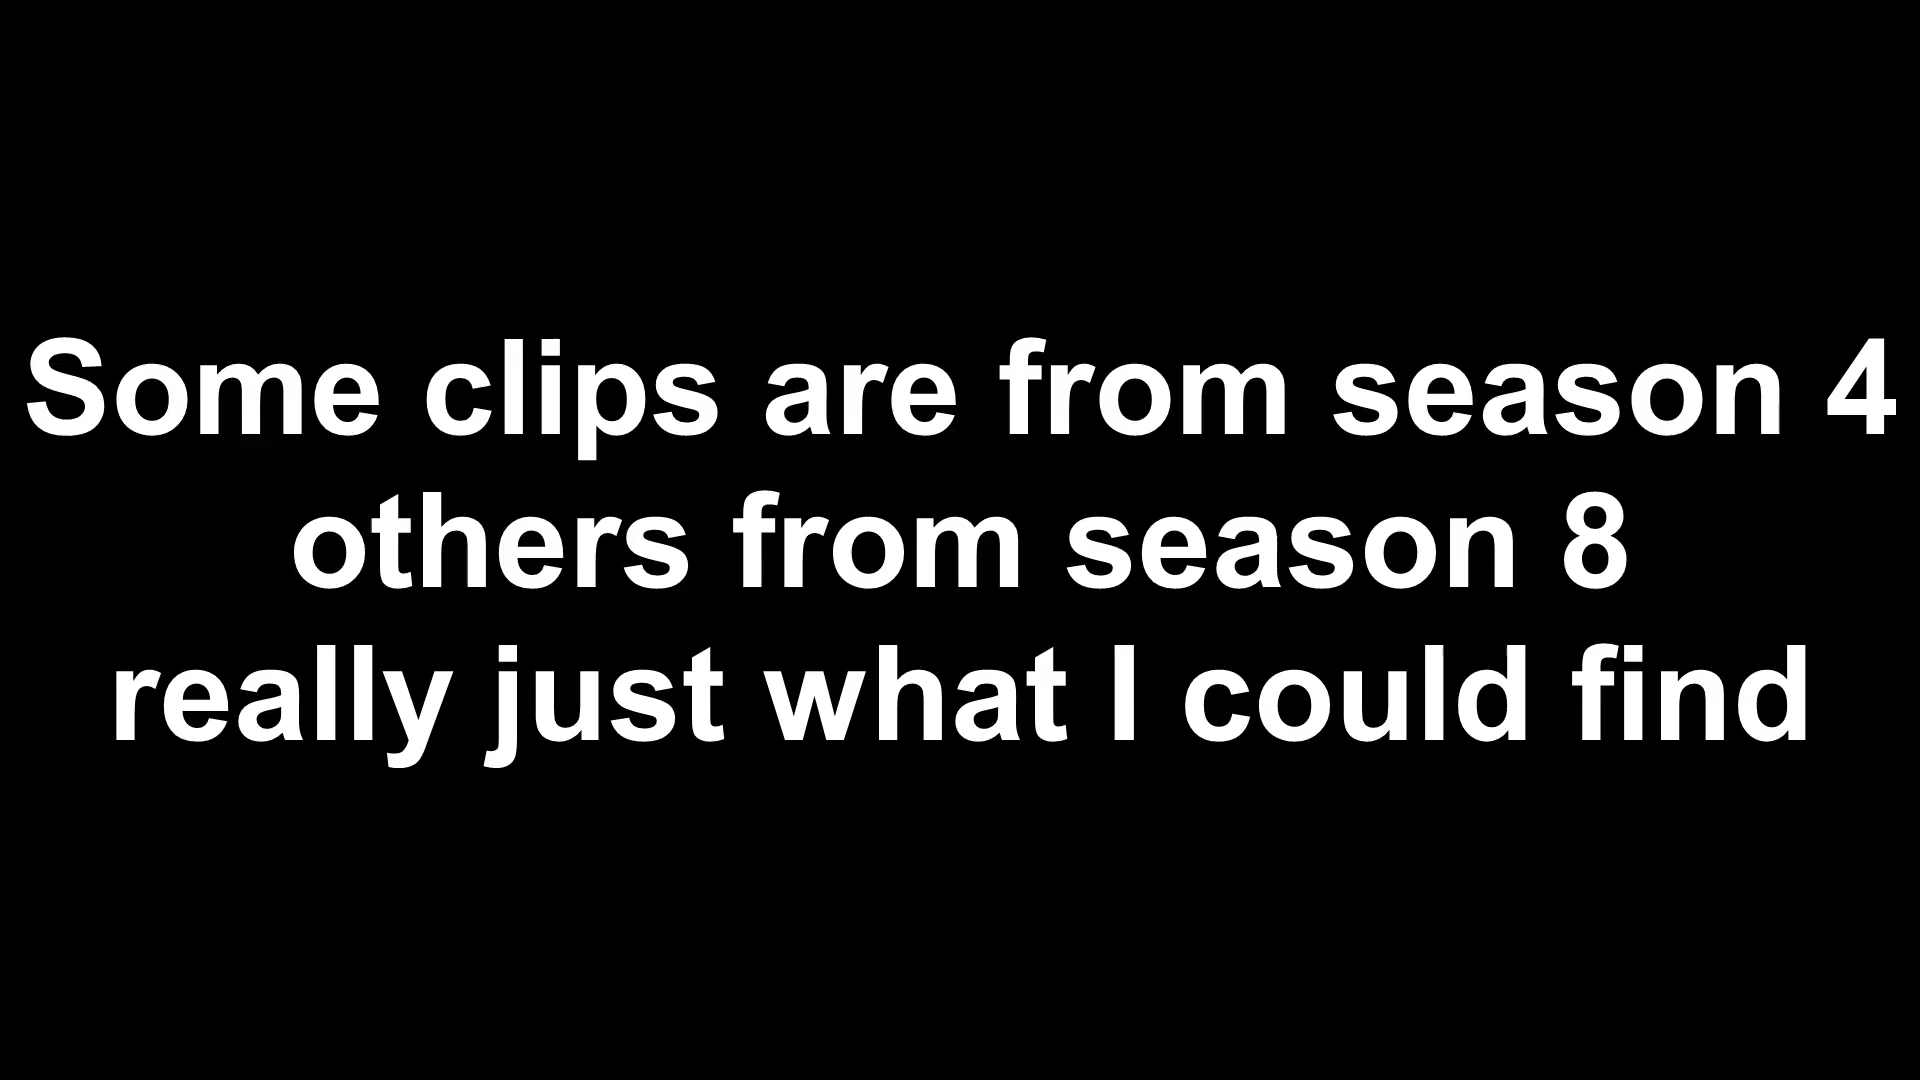 Some clips are from season 4
others from season 8
really just what I could find